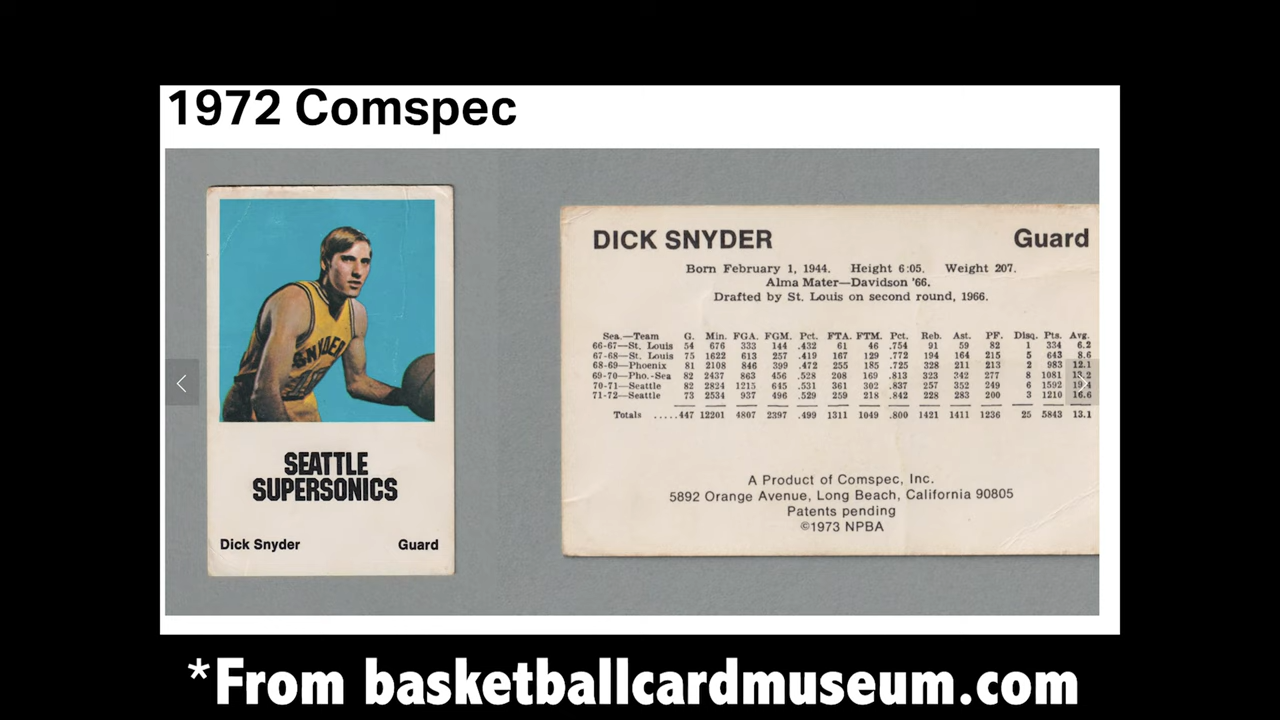 1972 Comspec
SNYDER
SEATTLE
SUPERSONICS
Dick Snyder Guard
DICK SNYDER Guard
Born February 1, 1944. Height 6:05. Weight 207.
Alma Mater—Davidson '66.
Drafted by St. Louis on second round, 1966.
Sea.—Team G. Min. FGA. FGM. Pct. FTA. FTM. Pct. Reb. Ast. PF. Disq. Pts. Avg.
66-67—St. Louis 54 676 333 144 .432 61 46 .754 91 59 82 1 334 6.2
67-68—St. Louis 75 1622 613 257 .419 167 129 .772 194 164 215 5 643 8.6
68-69—Phoenix 81 2108 846 399 .472 255 185 .725 328 211 213 2 983 12.1
69-70—Pho.-Sea 82 2437 863 456 .528 208 169 .813 323 342 277 8 1081 13.2
70-71—Seattle 82 2824 1215 645 .531 361 302 .837 257 352 249 6 1592
71-72—Seattle 73 2534 937 496 .529 259 218 .842 228 283 200 3 1210 16.6
Totals .....447 12201 4807 2397 .499 1311 1049 .800 1421 1411 1236 25 5843 13.1
A Product of Comspec, Inc.
5892 Orange Avenue, Long Beach, California 90805
Patents pending
©1973 NPBA
*From basketballcardmuseum.com